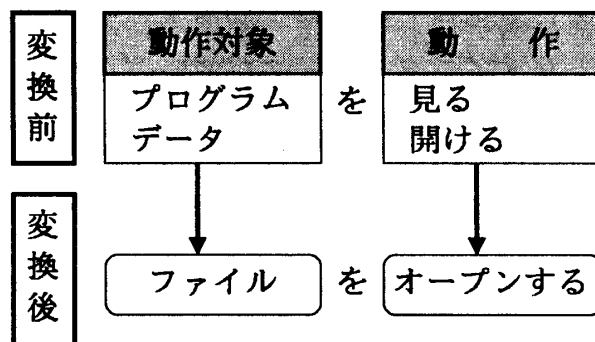 変換前
動作対象
動作
プログラム
データ
を
見る
開ける
変換後
ファイル
を
オープンする